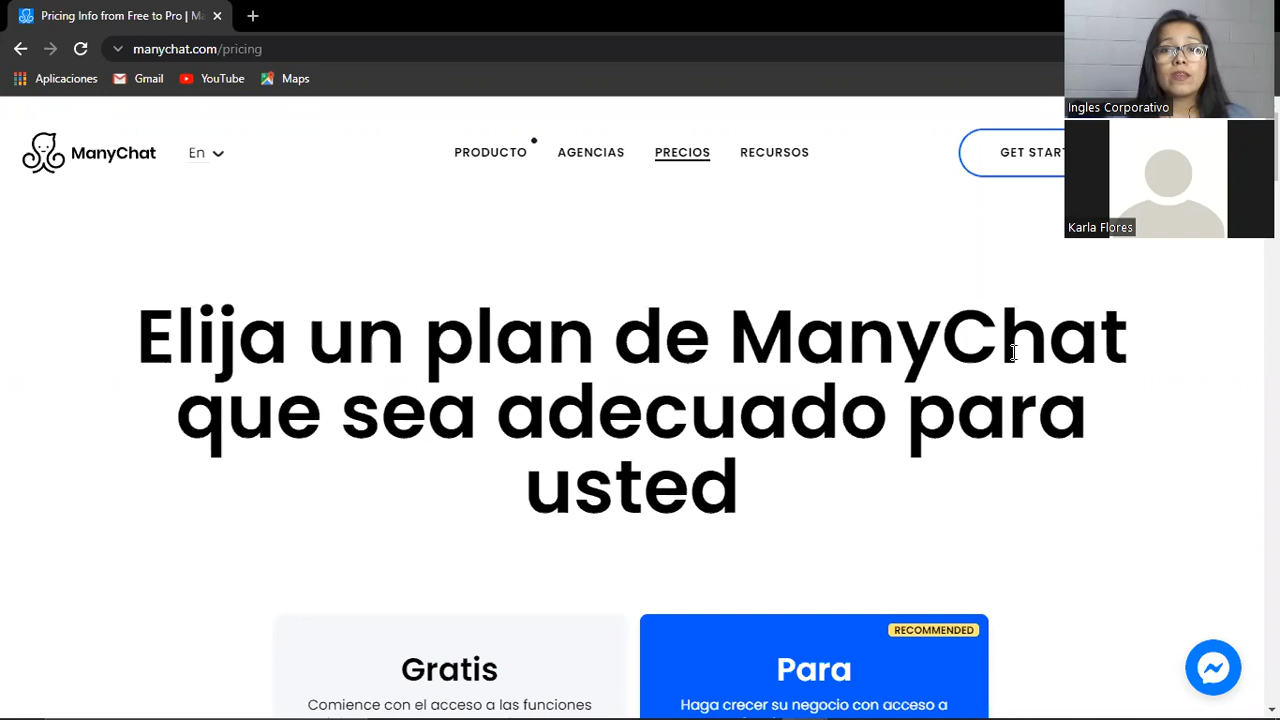 Pricing Info from Free to Pro | Ma
manychat.com/pricing
Aplicaciones
Gmail
YouTube
Maps
Ingles Corporativo
Karla Flores
ManyChat
En
PRODUCTO
AGENCIAS
PRECIOS
RECURSOS
GET START
Elija un plan de ManyChat
que sea adecuado para
usted
RECOMMENDED
Gratis
Comience con el acceso a las funciones
Para
Haga crecer su negocio con acceso a